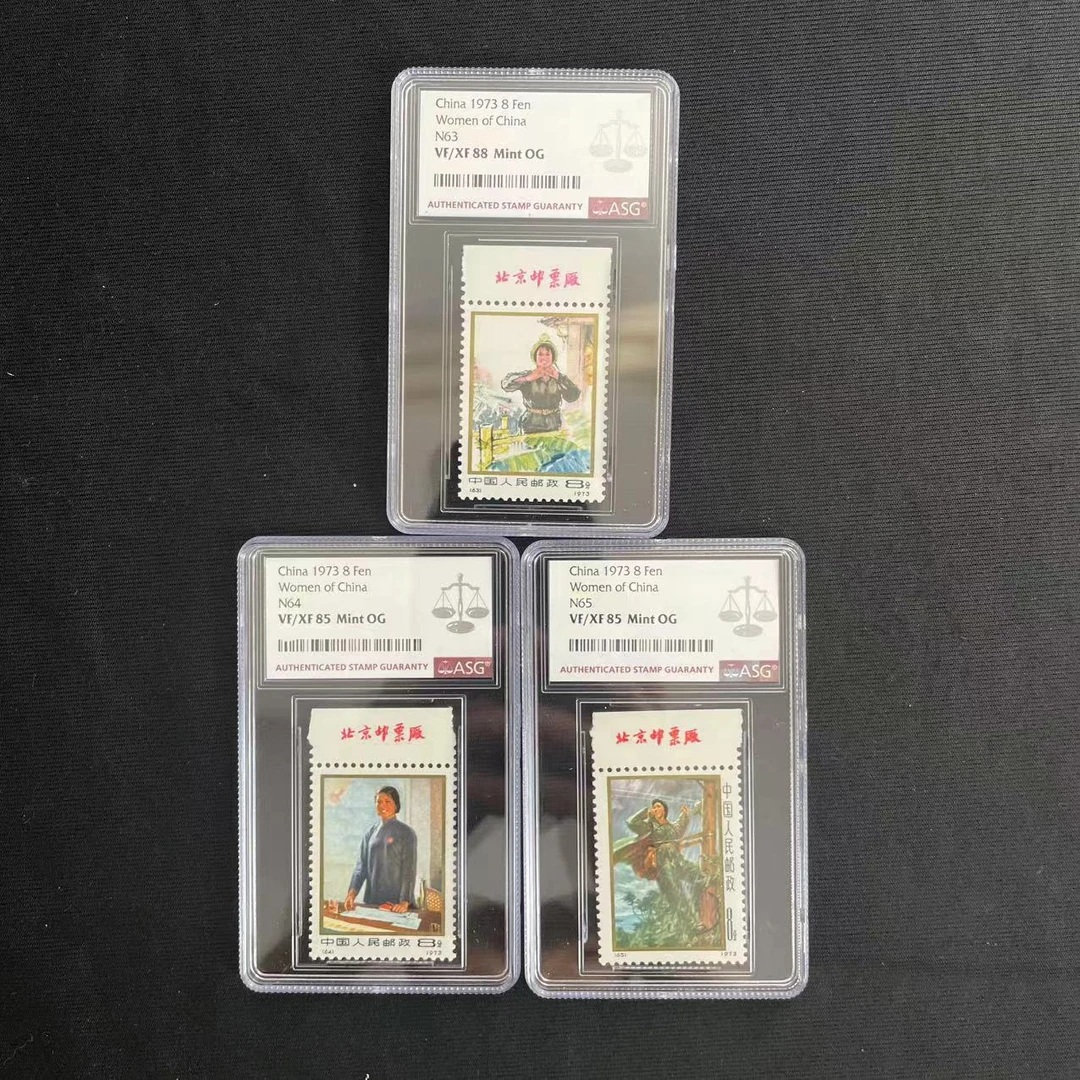 China 1973 8 Fen
Women of China
N63
VF/XF 88 Mint OG
AUTHENTICATED STAMP GUARANTY ASG®
北京邮票厰
中国人民邮政 8分
(63) 1973
China 1973 8 Fen
Women of China
N64
VF/XF 85 Mint OG
AUTHENTICATED STAMP GUARANTY ASG®
北京邮票厰
中国人民邮政 8分
(64) 1973
China 1973 8 Fen
Women of China
N65
VF/XF 85 Mint OG
AUTHENTICATED STAMP GUARANTY ASG®
北京邮票厰
中国人民邮政 8分
(65) 1973